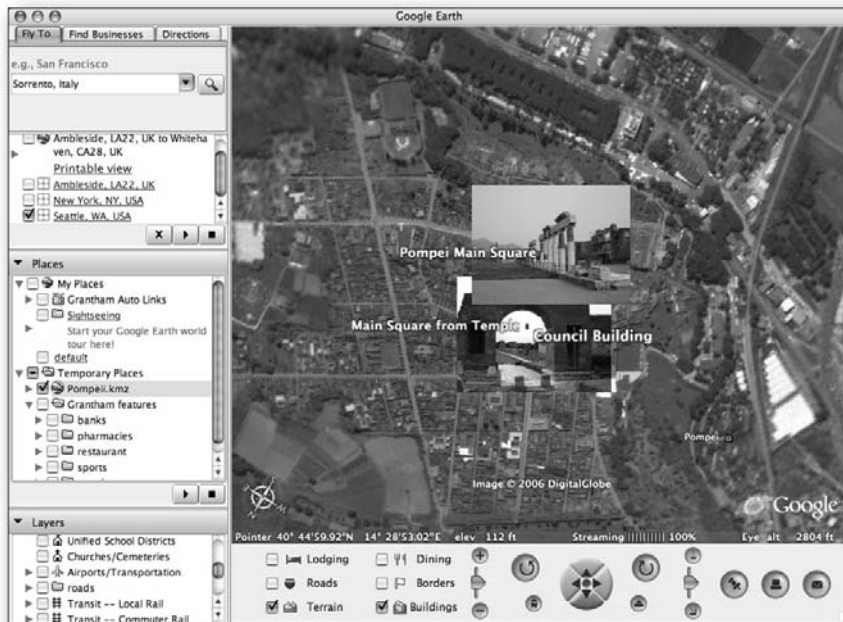 Google Earth
Fly To
Find Businesses
Directions
e.g., San Francisco
Sorrento, Italy
Ambleside, LA22, UK to Whiteha
ven, CA28, UK
Printable view
Ambleside, LA22, UK
New York, NY, USA
Seattle, WA, USA
Places
My Places
Grantham Auto Links
Sightseeing
Start your Google Earth world
tour here!
default
Temporary Places
Pompeii.kmz
Grantham features
banks
pharmacies
restaurant
sports
Layers
Unified School Districts
Churches/Cemeteries
Airports/Transportation
roads
Transit -- Local Rail
Transit -- Commuter Rail
Pompei Main Square
Main Square from Temple
Council Building
Pompei
Image © 2006 DigitalGlobe
Google
Pointer 40° 44'59.92"N 14° 28'53.02"E elev 112 ft
Streaming 100%
Eye alt 2804 ft
Lodging
Dining
Roads
Borders
Terrain
Buildings